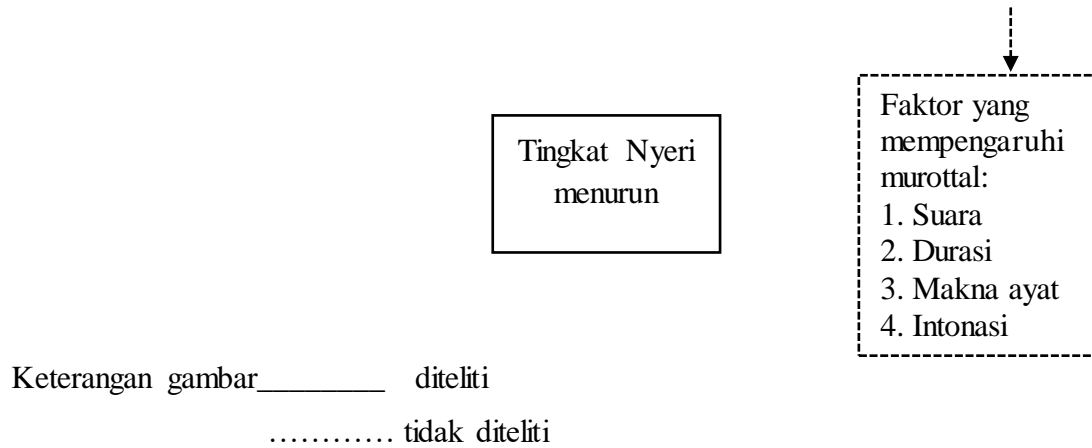 Tingkat Nyeri
menurun
Faktor yang
mempengaruhi
murottal:
1. Suara
2. Durasi
3. Makna ayat
4. Intonasi
Keterangan gambar________ diteliti
………… tidak diteliti